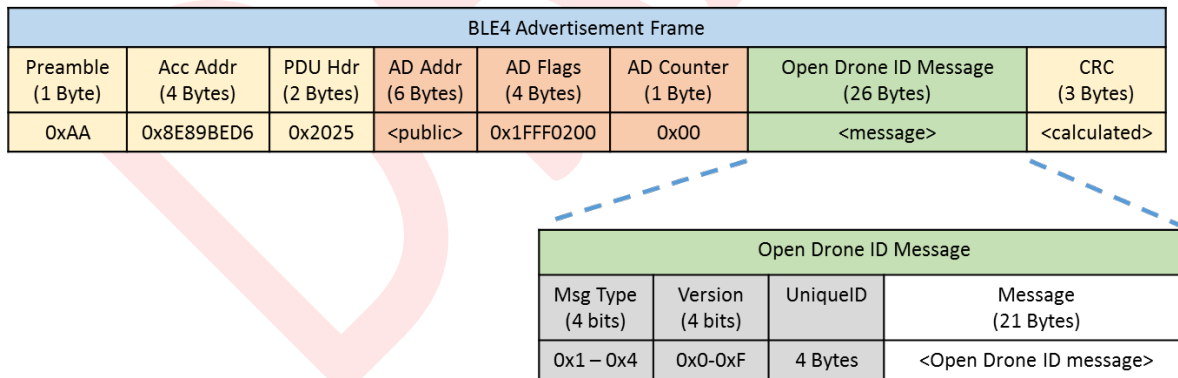 BLE4 Advertisement Frame
Preamble Acc Addr PDU Hdr AD Addr AD Flags AD Counter Open Drone ID Message CRC
(1 Byte) (4 Bytes) (2 Bytes) (6 Bytes) (4 Bytes) (1 Byte) (26 Bytes) (3 Bytes)
0xAA 0x8E89BED6 0x2025 <public> 0x1FFF0200 0x00 <message> <calculated>
Open Drone ID Message
Msg Type Version UniqueID Message
(4 bits) (4 bits) (21 Bytes)
0x1 – 0x4 0x0-0xF 4 Bytes <Open Drone ID message>